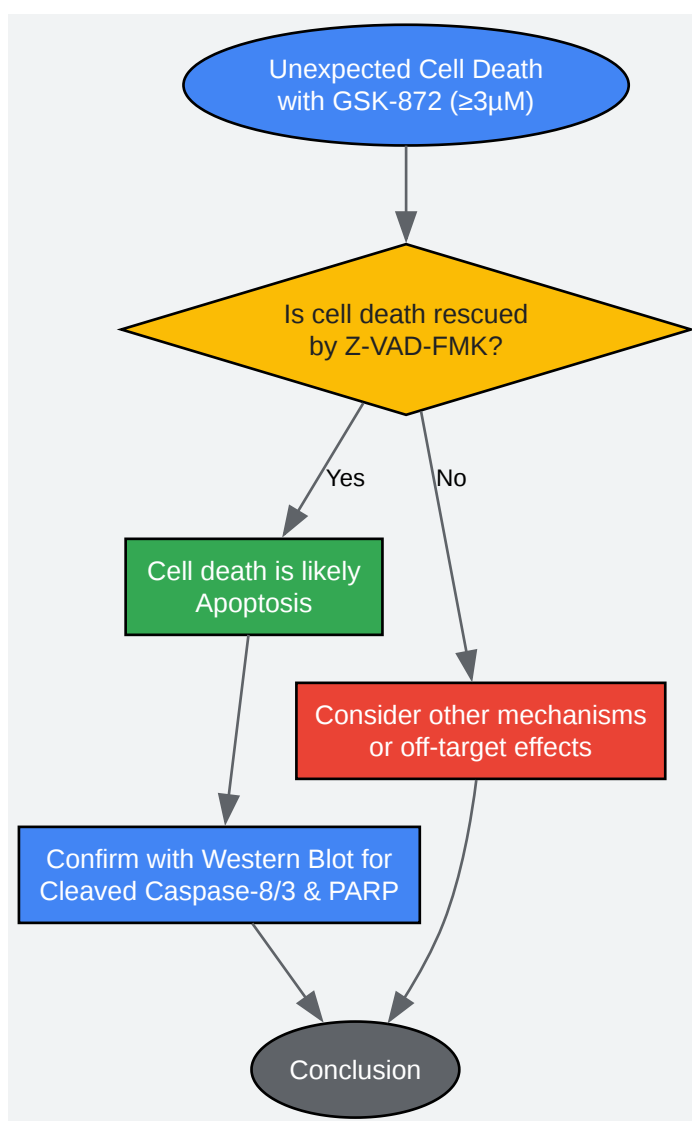 Unexpected Cell Death
with GSK-872 (≥3μM)
Is cell death rescued
by Z-VAD-FMK?
Yes
No
Cell death is likely
Apoptosis
Consider other mechanisms
or off-target effects
Confirm with Western Blot for
Cleaved Caspase-8/3 & PARP
Conclusion